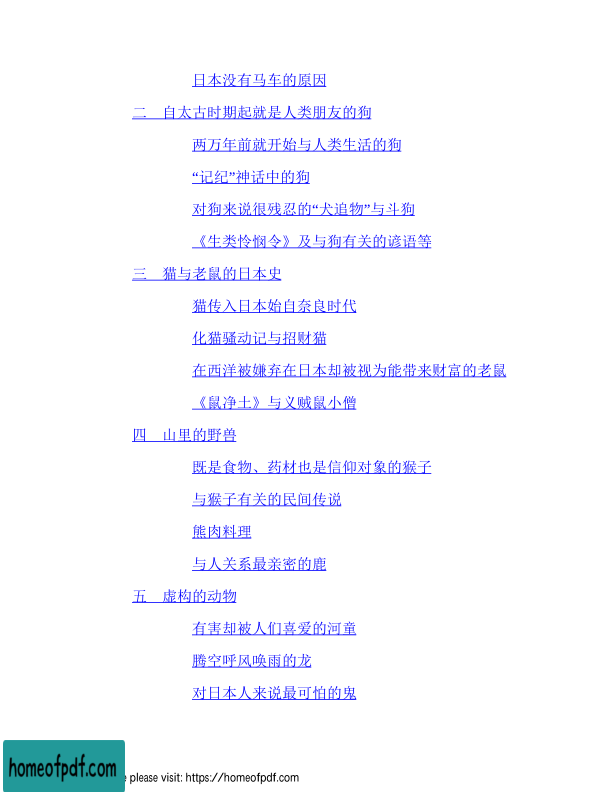 日本没有马车的原因
二　自太古时期起就是人类朋友的狗
两万年前就开始与人类生活的狗
“记纪”神话中的狗
对狗来说很残忍的“犬追物”与斗狗
《生类怜悯令》及与狗有关的谚语等
三　猫与老鼠的日本史
猫传入日本始自奈良时代
化猫骚动记与招财猫
在西洋被嫌弃在日本却被视为能带来财富的老鼠
《鼠净土》与义贼鼠小僧
四　山里的野兽
既是食物、药材也是信仰对象的猴子
与猴子有关的民间传说
熊肉料理
与人关系最亲密的鹿
五　虚构的动物
有害却被人们喜爱的河童
腾空呼风唤雨的龙
对日本人来说最可怕的鬼
homeofpdf.com
please visit: https://homeofpdf.com